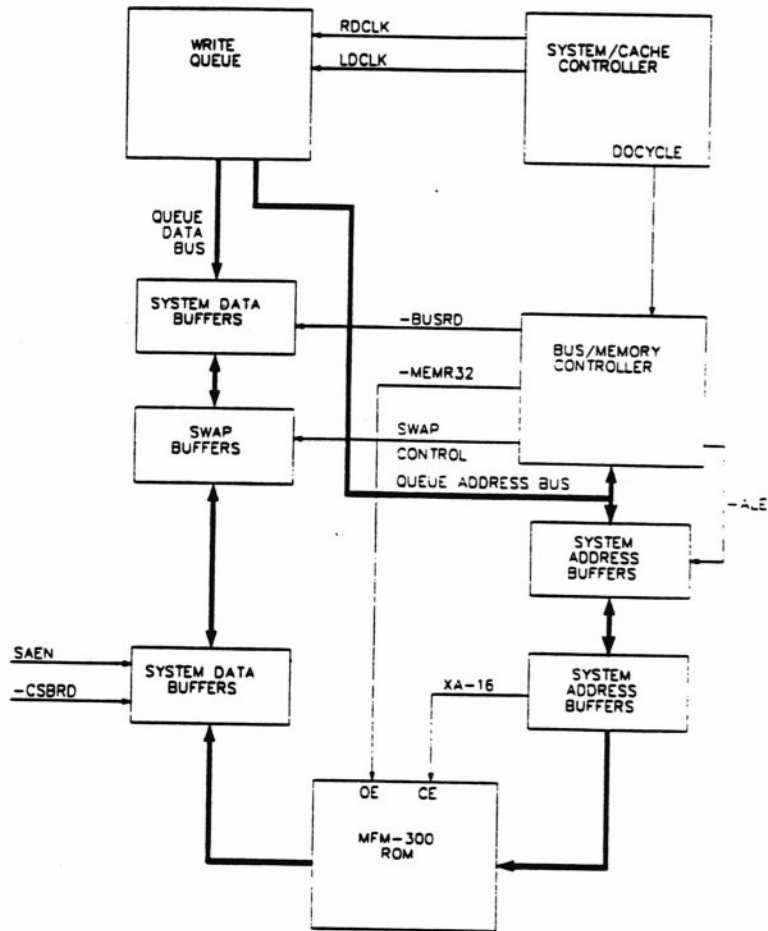 WRITE
QUEUE
RDCLK
LDCLK
SYSTEM/CACHE
CONTROLLER
DOCYCLE
QUEUE
DATA
BUS
SYSTEM DATA
BUFFERS
-BUSRD
BUS/MEMORY
CONTROLLER
-MEMR32
SWAP
BUFFERS
SWAP
CONTROL
QUEUE ADDRESS BUS
-ALE
SYSTEM
ADDRESS
BUFFERS
SAEN
-CSBRD
SYSTEM DATA
BUFFERS
XA-16
SYSTEM
ADDRESS
BUFFERS
OE CE
MFM-300
ROM